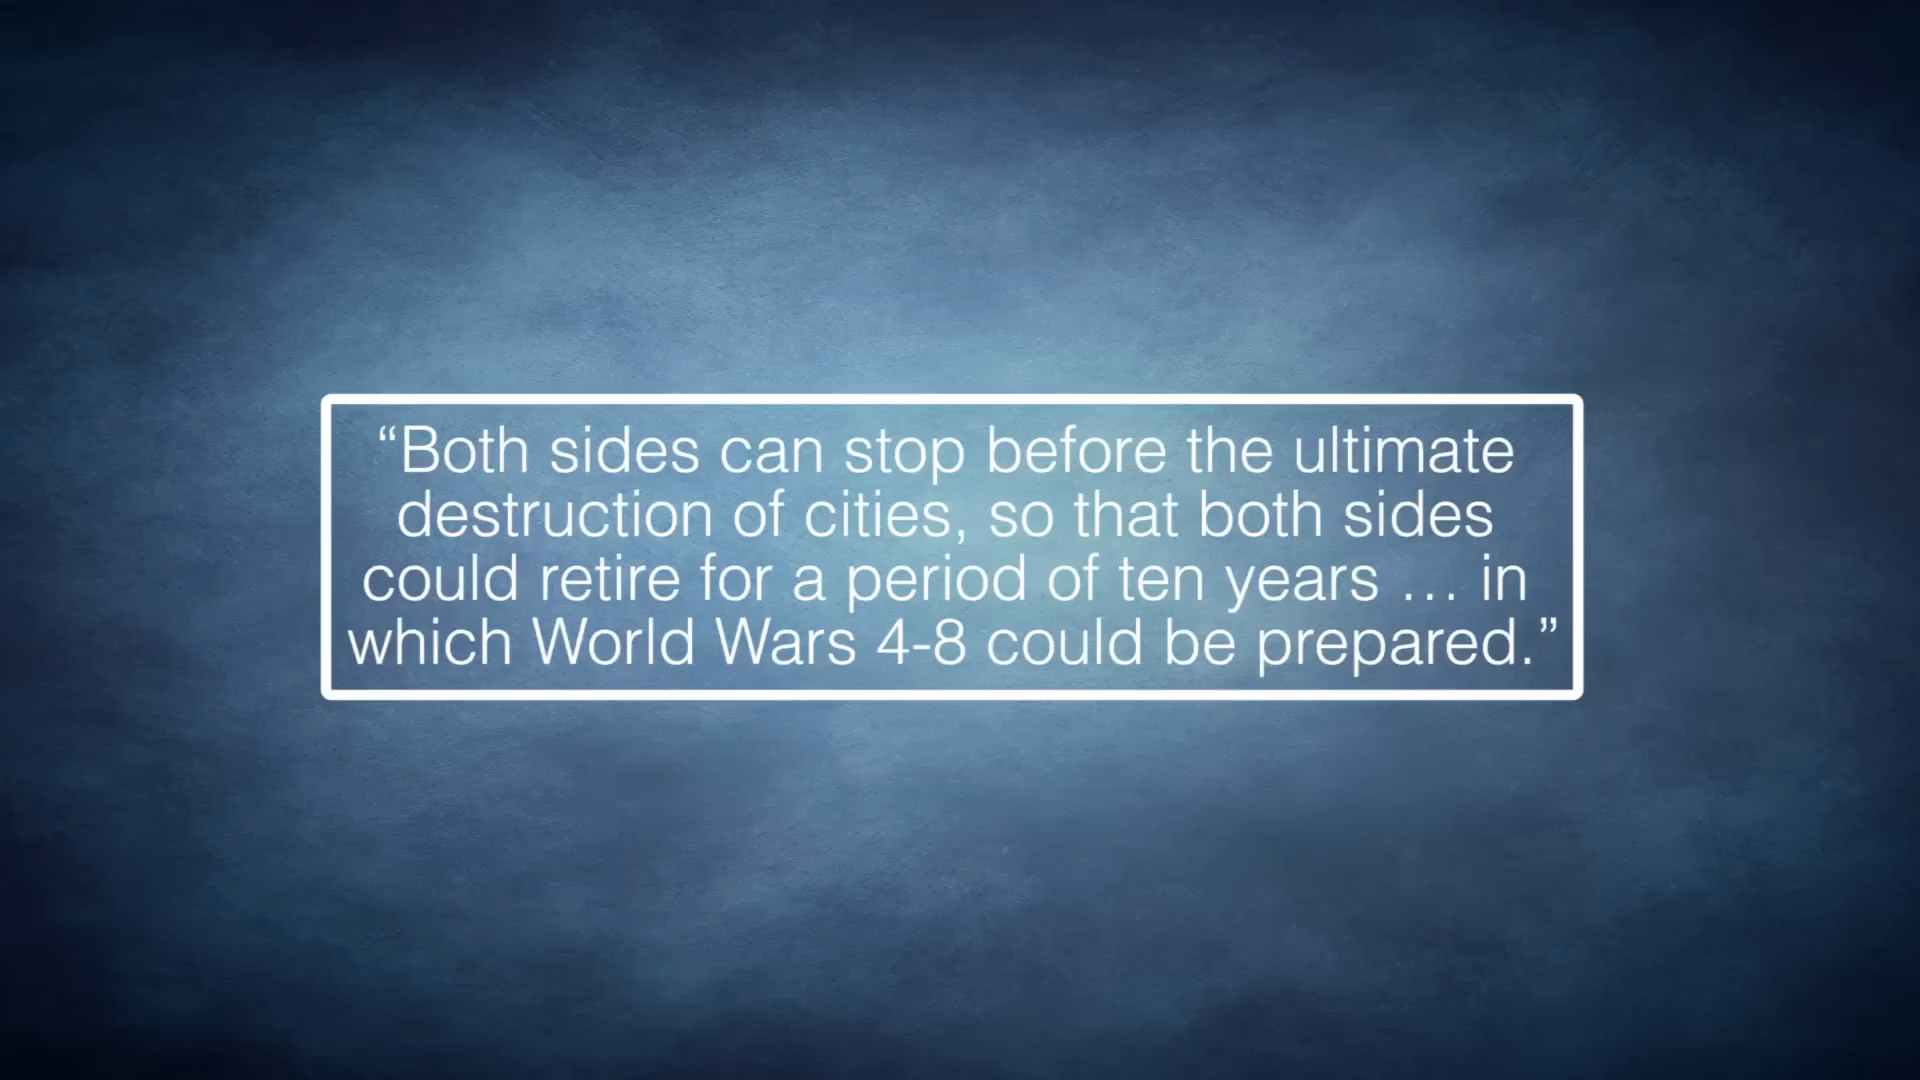 “Both sides can stop before the ultimate
destruction of cities, so that both sides
could retire for a period of ten years … in
which World Wars 4-8 could be prepared.”